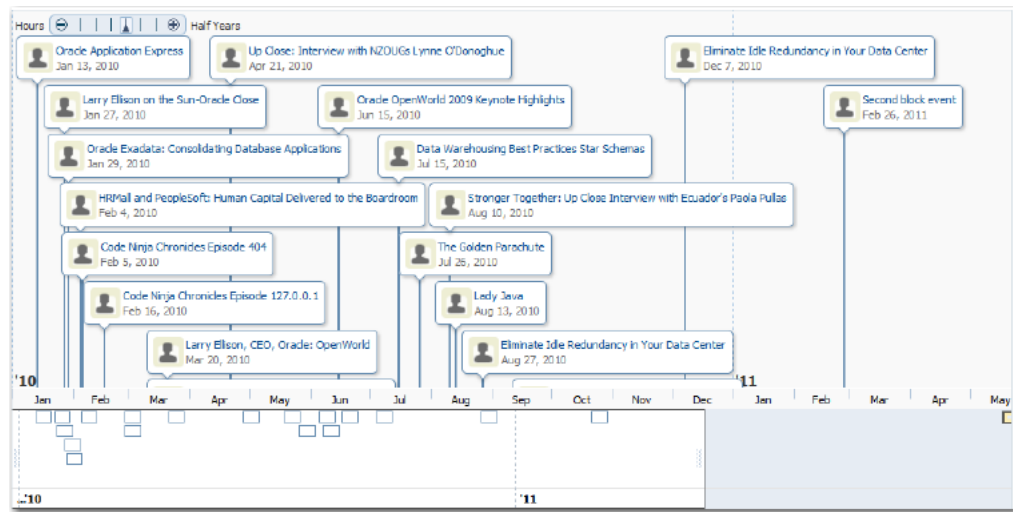 Hours
Half Years
Oracle Application Express
Jan 13, 2010
Up Close: Interview with NZOUGs Lynne O'Donoghue
Apr 21, 2010
Eliminate Idle Redundancy in Your Data Center
Dec 7, 2010
Larry Ellison on the Sun-Oracle Close
Jan 27, 2010
Oracle OpenWorld 2009 Keynote Highlights
Jun 15, 2010
Second block event
Feb 26, 2011
Oracle Exadata: Consolidating Database Applications
Jan 29, 2010
Data Warehousing Best Practices Star Schemas
Jul 15, 2010
HRMall and PeopleSoft: Human Capital Delivered to the Boardroom
Feb 4, 2010
Stronger Together: Up Close Interview with Ecuador's Paola Pullas
Aug 10, 2010
Code Ninja Chronicles Episode 404
Feb 5, 2010
The Golden Parachute
Jul 26, 2010
Code Ninja Chronicles Episode 127.0.0.1
Feb 16, 2010
Lady Java
Aug 13, 2010
Larry Ellison, CEO, Oracle: OpenWorld
Mar 20, 2010
Eliminate Idle Redundancy in Your Data Center
Aug 27, 2010
'10
'11
Jan Feb Mar Apr May Jun Jul Aug Sep Oct Nov Dec Jan Feb Mar Apr May
...'10
'11